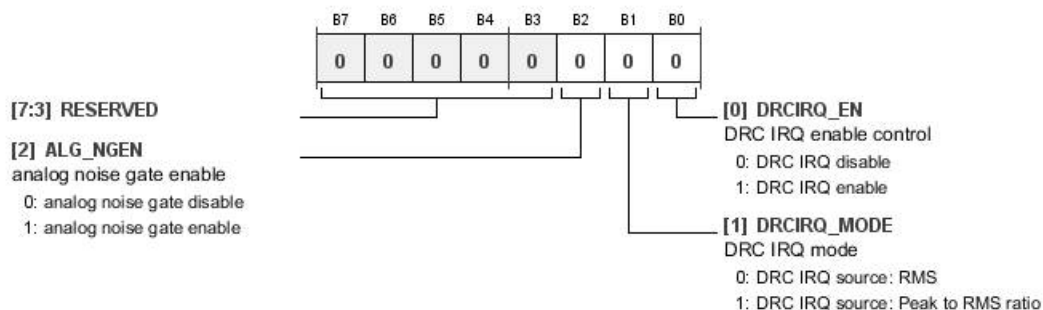 B7 B6 B5 B4 B3 B2 B1 B0
0 0 0 0 0 0 0 0
[7:3] RESERVED
[2] ALG_NGEN
analog noise gate enable
0: analog noise gate disable
1: analog noise gate enable
[0] DRCIRQ_EN
DRC IRQ enable control
0: DRC IRQ disable
1: DRC IRQ enable
[1] DRCIRQ_MODE
DRC IRQ mode
0: DRC IRQ source: RMS
1: DRC IRQ source: Peak to RMS ratio